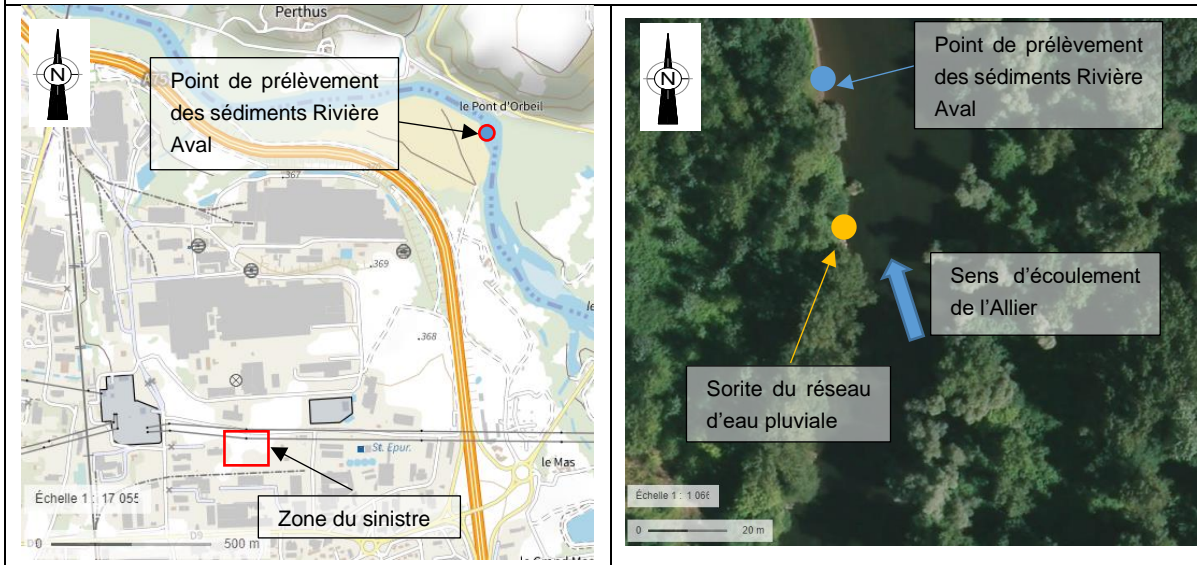 Perthus
N
A75
Point de prélèvement
des sédiments Rivière
Aval
le Pont d'Orbeil
367
369
368
St. Epur.
le Mas
Zone du sinistre
Échelle 1 : 17 055
0 500 m
D9
N
Point de prélèvement
des sédiments Rivière
Aval
Sens d'écoulement
de l'Allier
Sorite du réseau
d'eau pluviale
Échelle 1 : 1 066
0 20 m